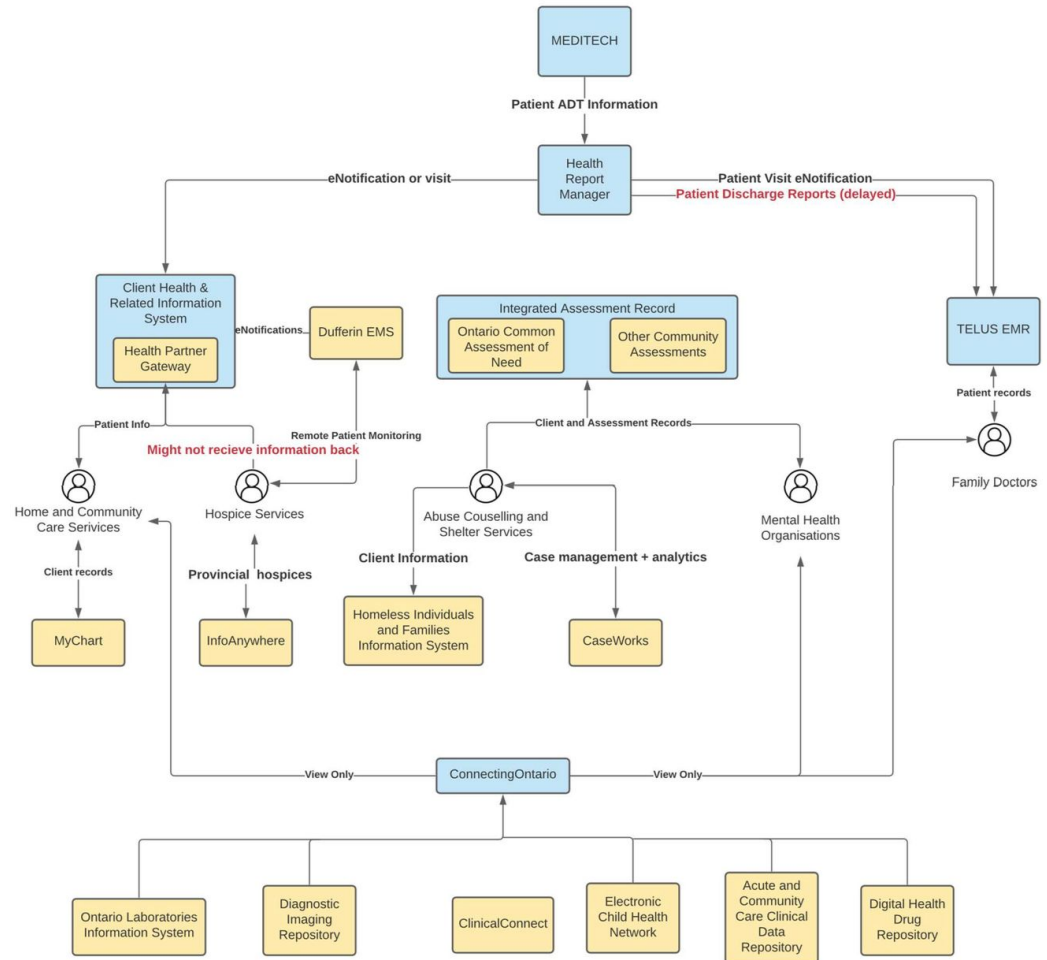 MEDITECH
Patient ADT Information
Health
Report
Manager
eNotification or visit
Patient Visit eNotification
Patient Discharge Reports (delayed)
Client Health &
Related Information
System
Health Partner
Gateway
eNotifications
Dufferin EMS
Integrated Assessment Record
Ontario Common
Assessment of
Need
Other Community
Assessments
TELUS EMR
Patient records
Patient Info
Remote Patient Monitoring
Might not recieve information back
Client and Assessment Records
Family Doctors
Home and Community
Care Serivices
Hospice Services
Abuse Couselling and
Shelter Services
Mental Health
Organisations
Client records
Provincial hospices
Client Information
Case management + analytics
MyChart
InfoAnywhere
Homeless Individuals
and Families
Information System
CaseWorks
View Only
ConnectingOntario
View Only
Ontario Laboratories
Information System
Diagnostic
Imaging
Repository
ClinicalConnect
Electronic
Child Health
Network
Acute and
Community
Care Clinical
Data
Repository
Digital Health
Drug
Repository